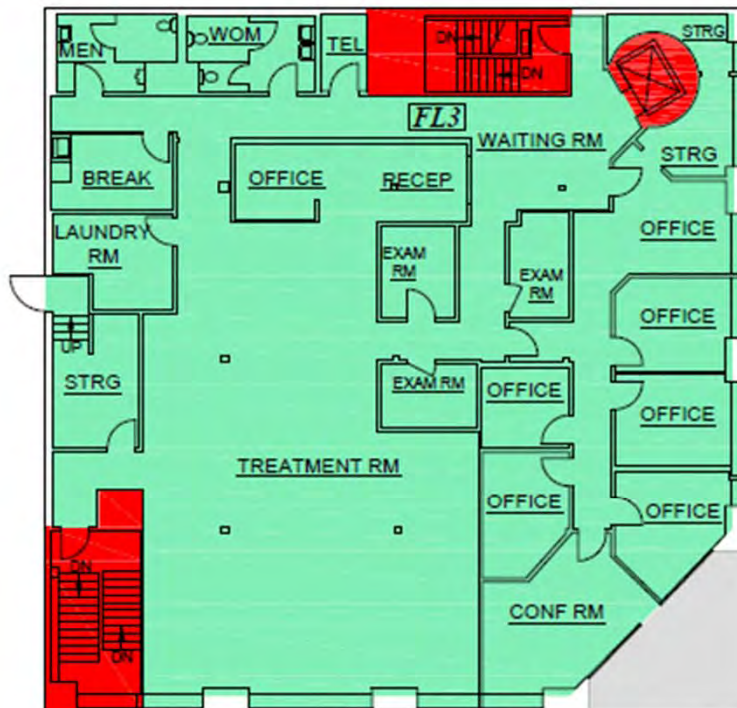 MEN
WOM
TEL
DN
DN
STRG
FL3
WAITING RM
BREAK
OFFICE
RECEP
STRG
LAUNDRY
RM
EXAM
RM
EXAM
RM
OFFICE
OFFICE
UP
STRG
EXAM RM
OFFICE
OFFICE
TREATMENT RM
OFFICE
OFFICE
DN
DN
CONF RM